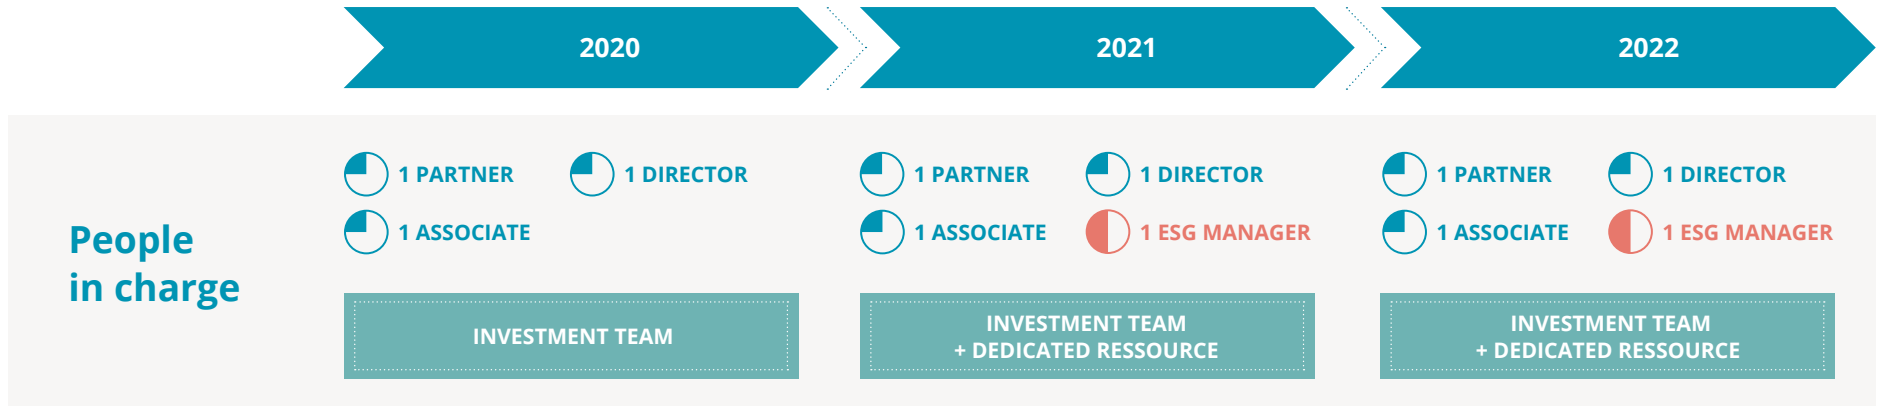 2020
2021
2022
People
in charge
1 PARTNER
1 DIRECTOR
1 ASSOCIATE
INVESTMENT TEAM
1 PARTNER
1 DIRECTOR
1 ASSOCIATE
1 ESG MANAGER
INVESTMENT TEAM
+ DEDICATED RESSOURCE
1 PARTNER
1 DIRECTOR
1 ASSOCIATE
1 ESG MANAGER
INVESTMENT TEAM
+ DEDICATED RESSOURCE